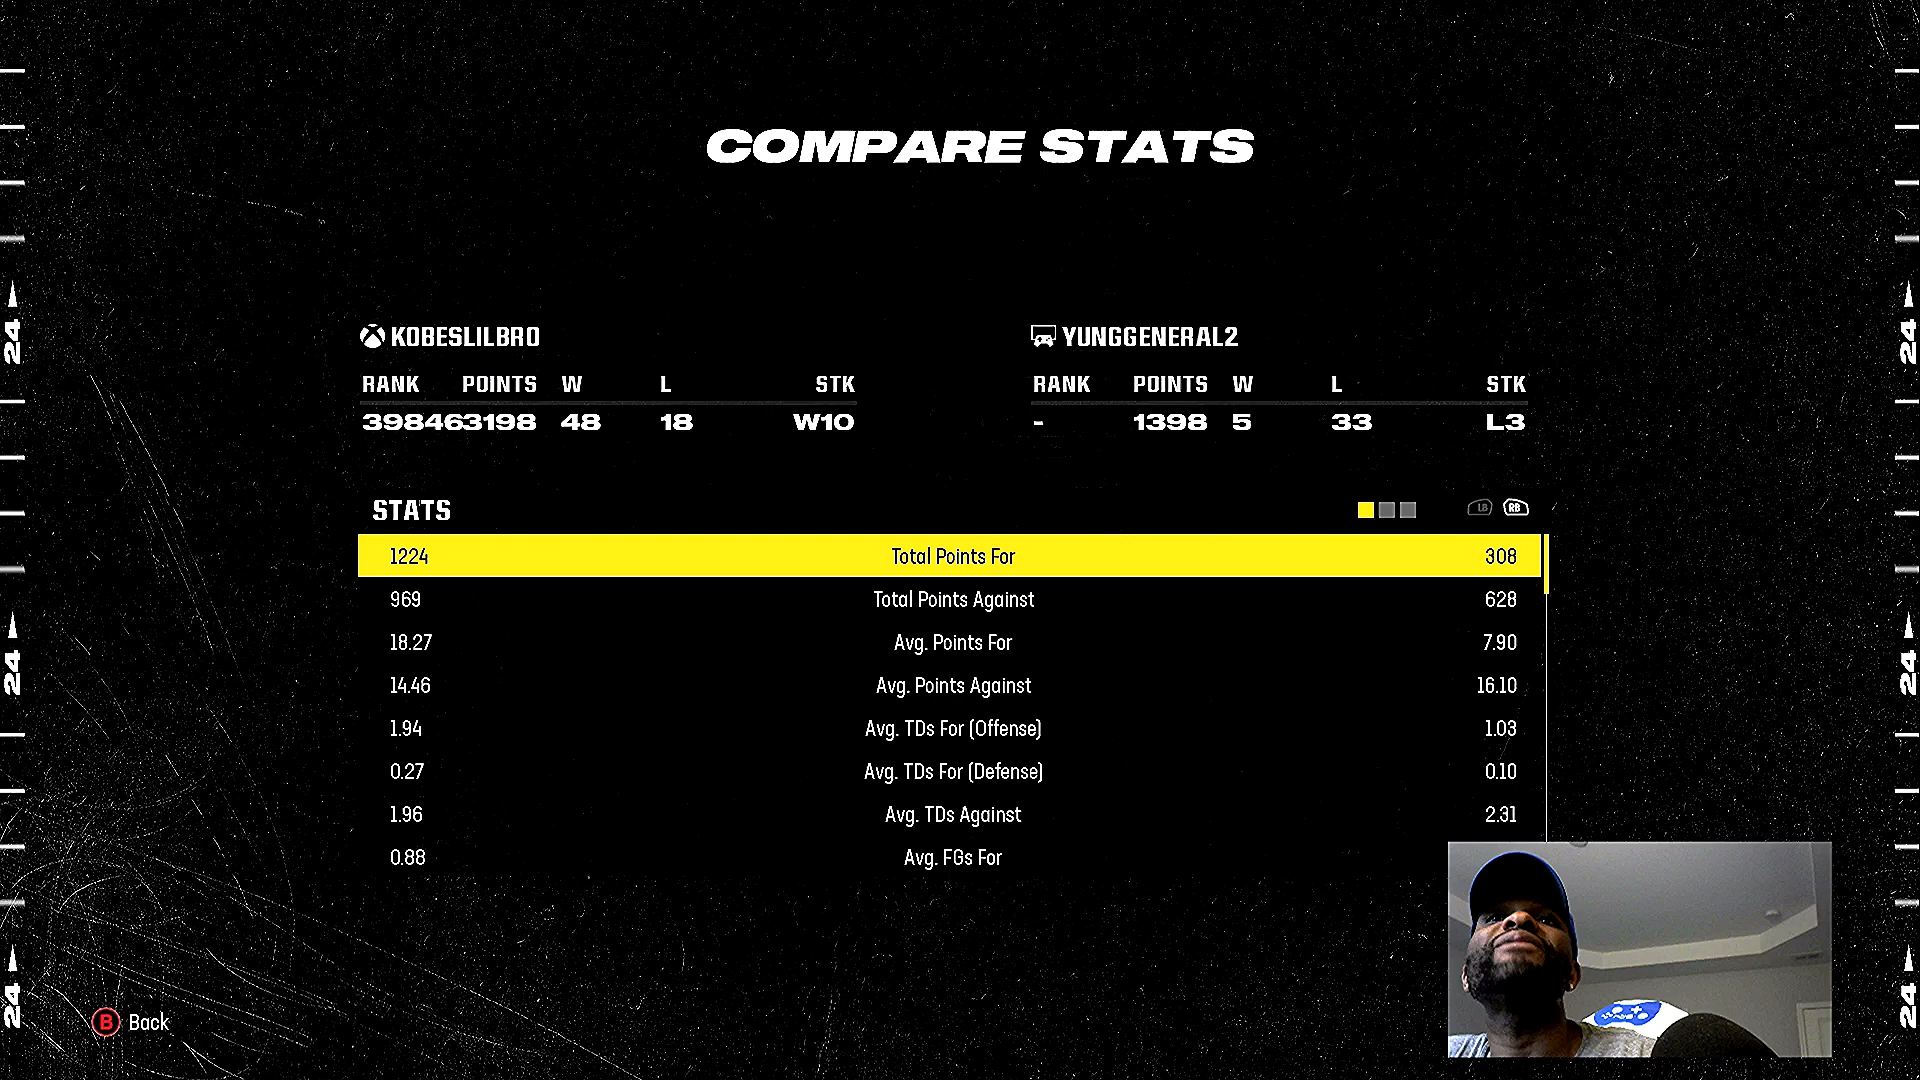 COMPARE STATS
KOBESLILBRO
RANK POINTS W L STK
398463198 48 18 W10
YUNGGENERAL2
RANK POINTS W L STK
- 1398 5 33 L3
STATS
LB RB
1224 Total Points For 308
969 Total Points Against 628
18.27 Avg. Points For 7.90
14.46 Avg. Points Against 16.10
1.94 Avg. TDs For (Offense) 1.03
0.27 Avg. TDs For (Defense) 0.10
1.96 Avg. TDs Against 2.31
0.88 Avg. FGs For
B Back
24
24
24
24
24
24